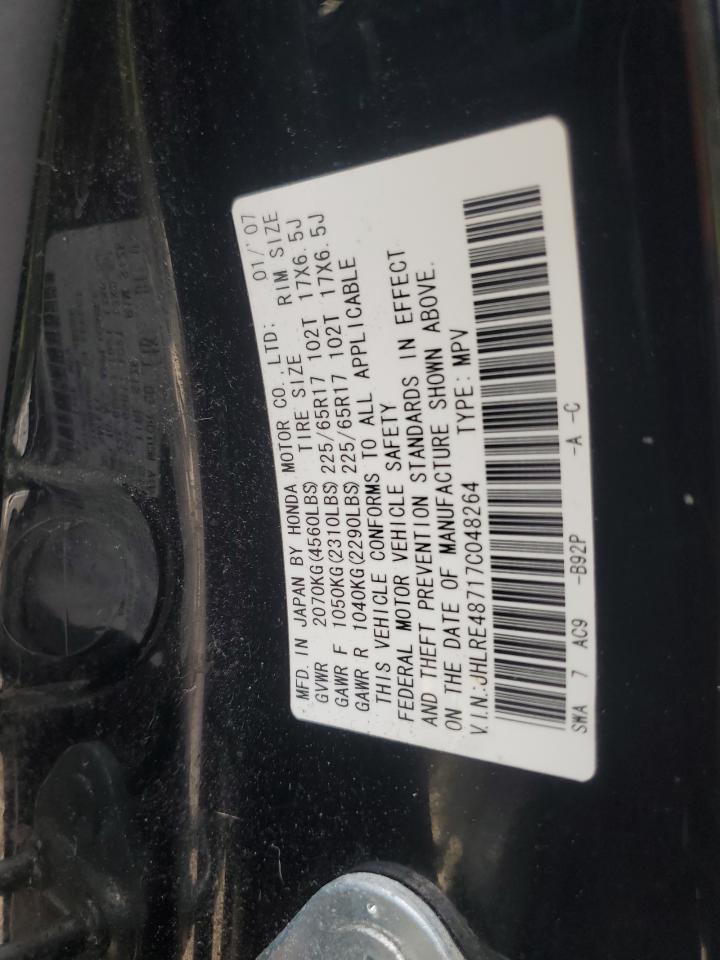 MFD. IN JAPAN BY HONDA MOTOR CO.,LTD: 01/'07
GVWR 2070KG(4560LBS) TIRE SIZE RIM SIZE
GAWR F 1050KG(2310LBS) 225/65R17 102T 17X6.5J
GAWR R 1040KG(2290LBS) 225/65R17 102T 17X6.5J
THIS VEHICLE CONFORMS TO ALL APPLICABLE
FEDERAL MOTOR VEHICLE SAFETY
AND THEFT PREVENTION STANDARDS IN EFFECT
ON THE DATE OF MANUFACTURE SHOWN ABOVE.
V.I.N.:JHLRE48717C048264 TYPE: MPV
SWA 7 AC9 -B92P -A -C